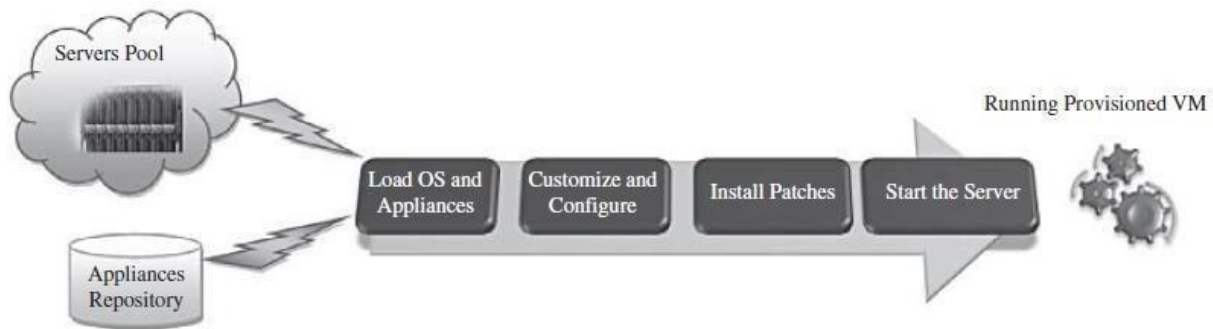 Servers Pool
Running Provisioned VM
Load OS and
Appliances
Customize and
Configure
Install Patches
Start the Server
Appliances
Repository